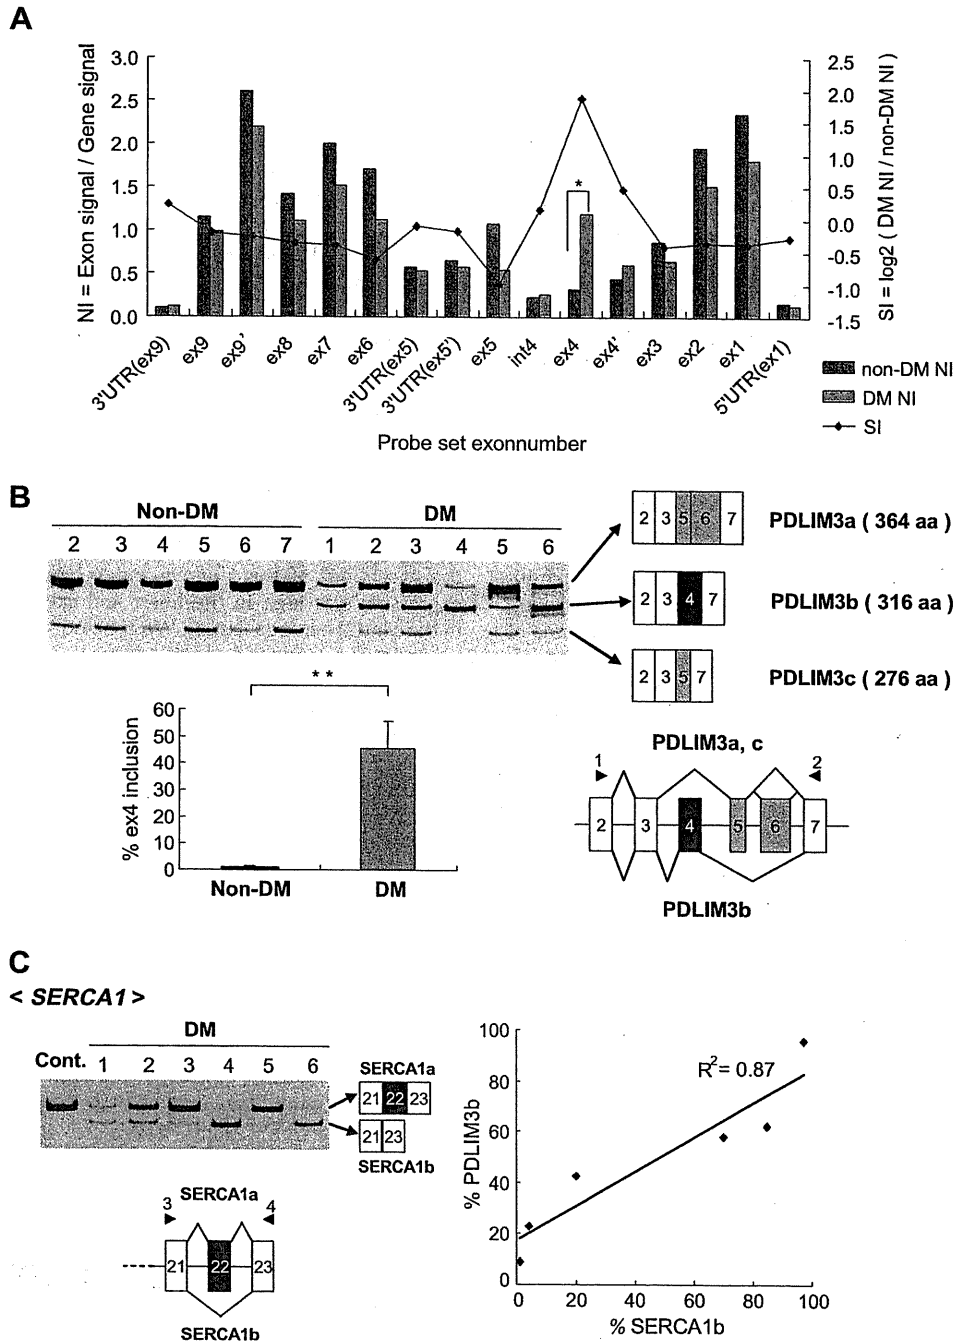 A
NI = Exon signal / Gene signal
3.0
2.5
2.0
1.5
1.0
0.5
0.0
2.5
2.0
1.5
1.0
0.5
0.0
-0.5
-1.0
-1.5
SI = log2 ( DM NI / non-DM NI )
*
3'UTR(ex9)
ex9
ex9'
ex8
ex7
ex6
3'UTR(ex5)
3'UTR(ex5')
ex5
int4
ex4
ex4'
ex3
ex2
ex1
5'UTR(ex1)
Probe set exonnumber
non-DM NI
DM NI
SI
B
Non-DM DM
2 3 4 5 6 7 1 2 3 4 5 6
2 3 5 6 7 PDLIM3a ( 364 aa )
2 3 4 7 PDLIM3b ( 316 aa )
2 3 5 7 PDLIM3c ( 276 aa )
* *
% ex4 inclusion
60
50
40
30
20
10
0
Non-DM DM
PDLIM3a, c
1 2
2 3 4 5 6 7
PDLIM3b
C
< SERCA1 >
DM
Cont. 1 2 3 4 5 6
SERCA1a
21 22 23
21 23
SERCA1b
SERCA1a
3 4
21 22 23
SERCA1b
% PDLIM3b
100
80
60
40
20
0
R2= 0.87
0 20 40 60 80 100
% SERCA1b